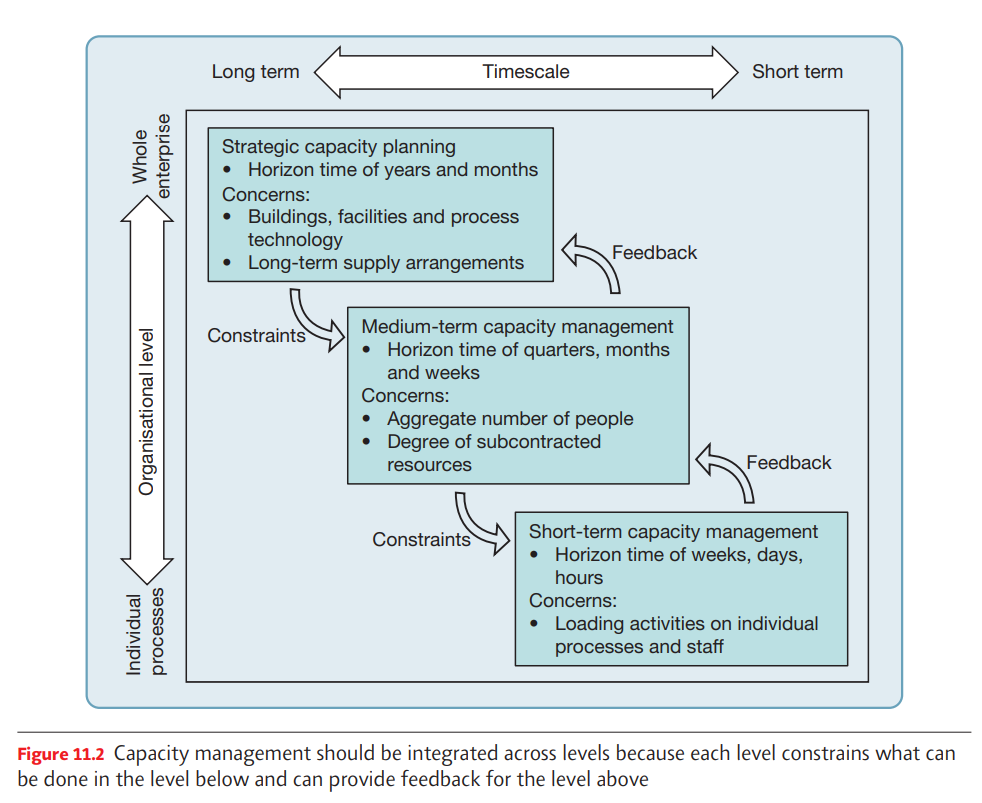 Long term
Timescale
Short term
Whole
enterprise
Organisational level
Individual
processes
Strategic capacity planning
• Horizon time of years and months
Concerns:
• Buildings, facilities and process
technology
• Long-term supply arrangements
Feedback
Constraints
Medium-term capacity management
• Horizon time of quarters, months
and weeks
Concerns:
• Aggregate number of people
• Degree of subcontracted
resources
Feedback
Constraints
Short-term capacity management
• Horizon time of weeks, days,
hours
Concerns:
• Loading activities on individual
processes and staff
Figure 11.2 Capacity management should be integrated across levels because each level constrains what can
be done in the level below and can provide feedback for the level above